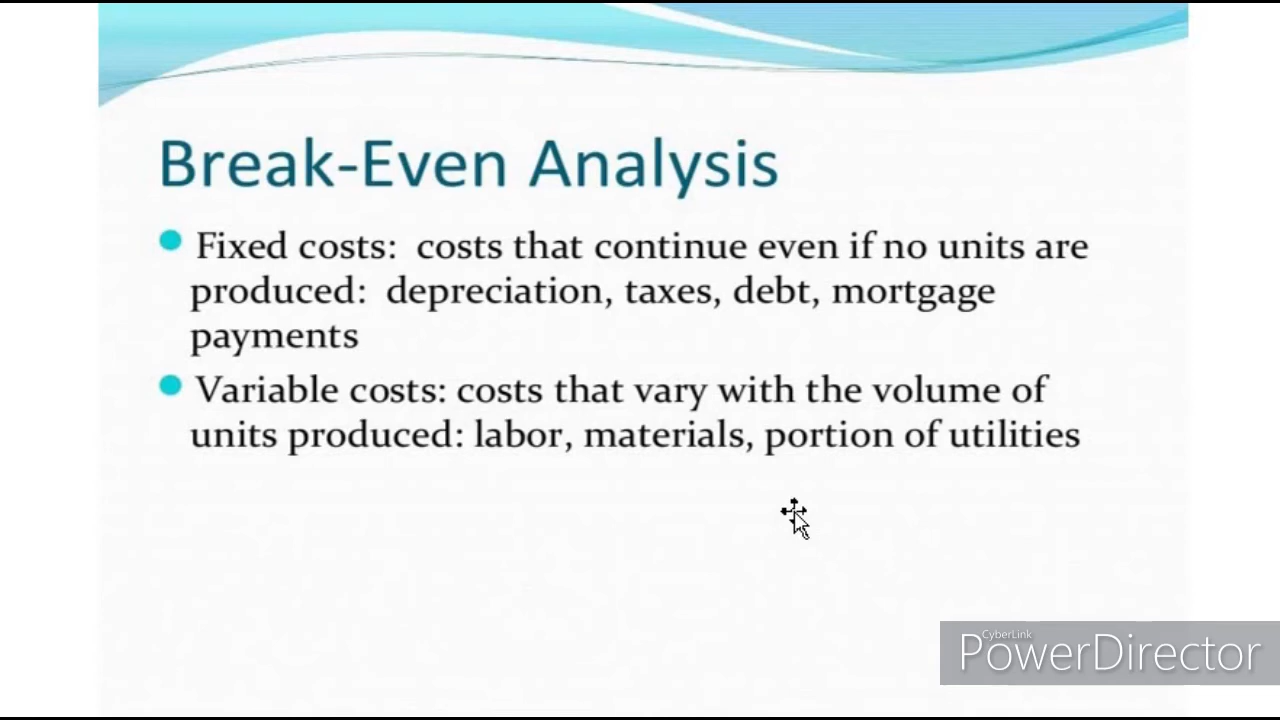 Break-Even Analysis
Fixed costs:  costs that continue even if no units are
produced:  depreciation, taxes, debt, mortgage
payments
Variable costs: costs that vary with the volume of
units produced: labor, materials, portion of utilities
CyberLink
PowerDirector